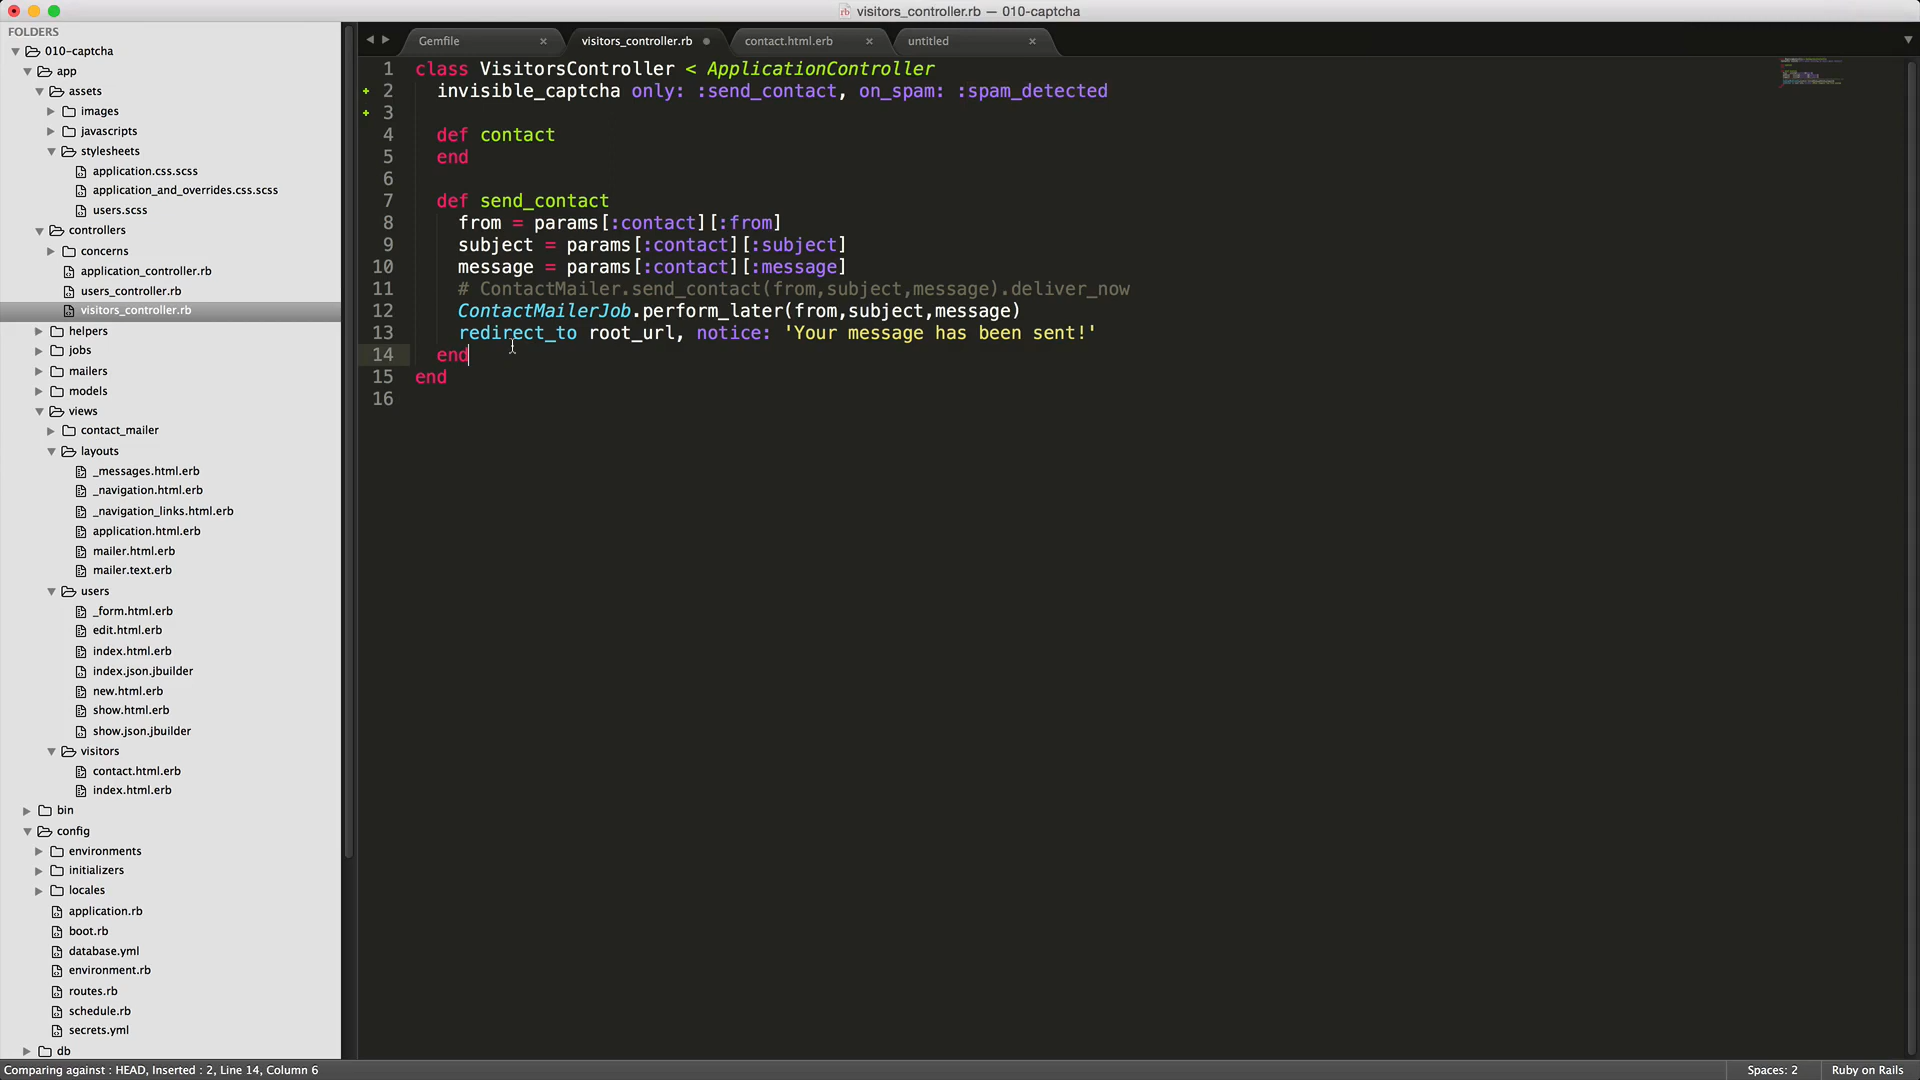 visitors_controller.rb — 010-captcha
FOLDERS
010-captcha
app
assets
images
javascripts
stylesheets
application.css.scss
application_and_overrides.css.scss
users.scss
controllers
concerns
application_controller.rb
users_controller.rb
visitors_controller.rb
helpers
jobs
mailers
models
views
contact_mailer
layouts
_messages.html.erb
_navigation.html.erb
_navigation_links.html.erb
application.html.erb
mailer.html.erb
mailer.text.erb
users
_form.html.erb
edit.html.erb
index.html.erb
index.json.jbuilder
new.html.erb
show.html.erb
show.json.jbuilder
visitors
contact.html.erb
index.html.erb
bin
config
environments
initializers
locales
application.rb
boot.rb
database.yml
environment.rb
routes.rb
schedule.rb
secrets.yml
db
Gemfile visitors_controller.rb contact.html.erb untitled
1 class VisitorsController < ApplicationController
2 invisible_captcha only: :send_contact, on_spam: :spam_detected
3
4 def contact
5 end
6
7 def send_contact
8 from = params[:contact][:from]
9 subject = params[:contact][:subject]
10 message = params[:contact][:message]
11 # ContactMailer.send_contact(from,subject,message).deliver_now
12 ContactMailerJob.perform_later(from,subject,message)
13 redirect_to root_url, notice: 'Your message has been sent!'
14 end
15 end
16
Comparing against : HEAD, Inserted : 2, Line 14, Column 6 Spaces: 2 Ruby on Rails